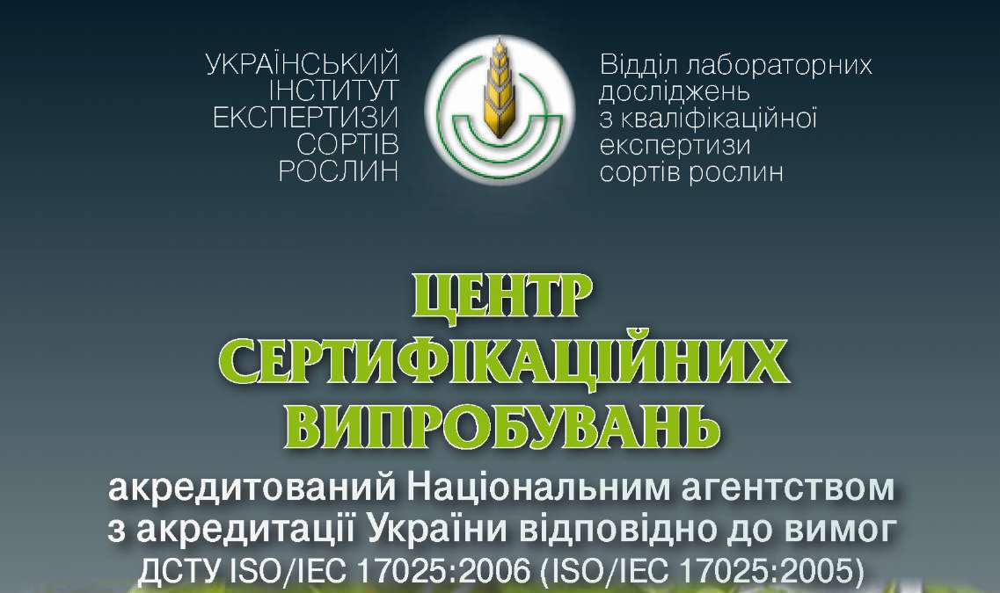 УКРАЇНСЬКИЙ
ІНСТИТУТ
ЕКСПЕРТИЗИ
СОРТІВ
РОСЛИН
Відділ лабораторних
досліджень
з кваліфікаційної
експертизи
сортів рослин
ЦЕНТР
СЕРТИФІКАЦІЙНИХ
ВИПРОБУВАНЬ
акредитований Національним агентством
з акредитації України відповідно до вимог
ДСТУ ISO/IEC 17025:2006 (ISO/IEC 17025:2005)